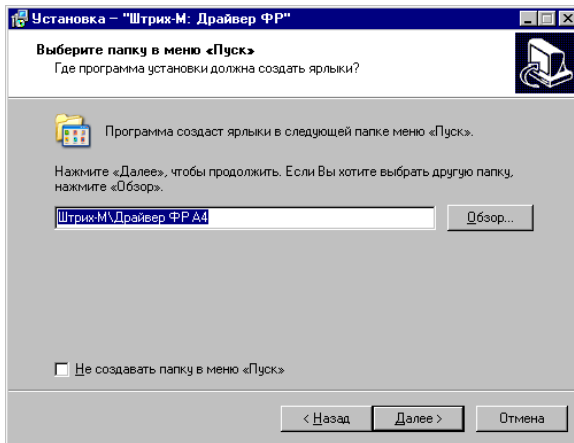 Установка – "Штрих-М: Драйвер ФР"
Выберите папку в меню «Пуск»
Где программа установки должна создать ярлыки?
Программа создаст ярлыки в следующей папке меню «Пуск».
Нажмите «Далее», чтобы продолжить. Если Вы хотите выбрать другую папку,
нажмите «Обзор».
Штрих-М\Драйвер ФР А4
Обзор...
Не создавать папку в меню «Пуск»
< Назад
Далее >
Отмена